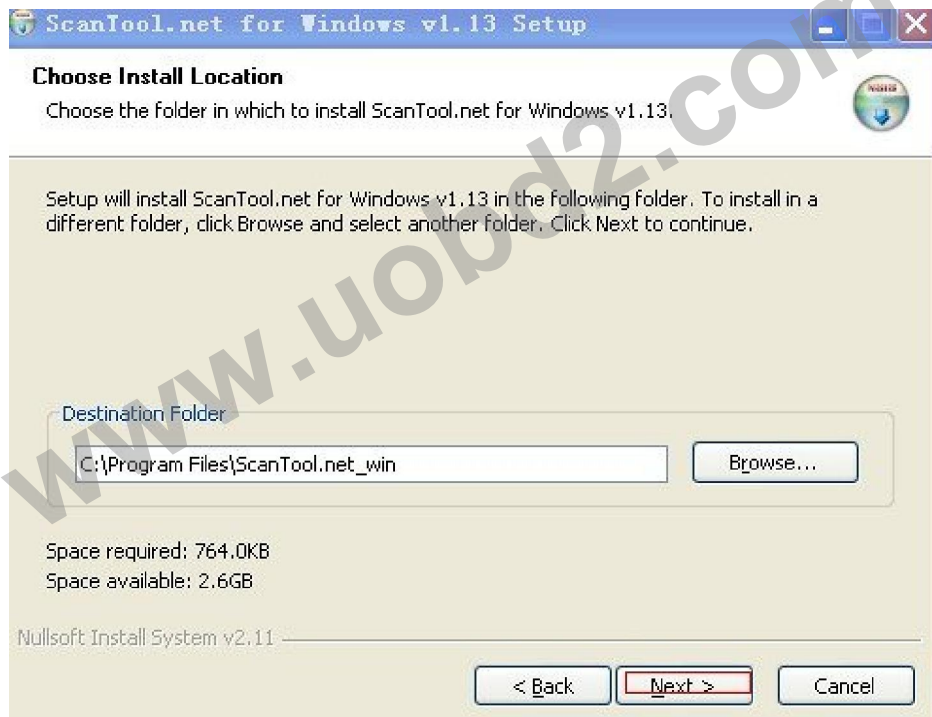 ScanTool.net for Windows v1.13 Setup
Choose Install Location
Choose the folder in which to install ScanTool.net for Windows v1.13.
Setup will install ScanTool.net for Windows v1.13 in the following folder. To install in a
different folder, click Browse and select another folder. Click Next to continue.
Destination Folder
C:\Program Files\ScanTool.net_win
Browse...
Space required: 764.0KB
Space available: 2.6GB
Nullsoft Install System v2.11
< Back
Next >
Cancel
www.uobd2.com